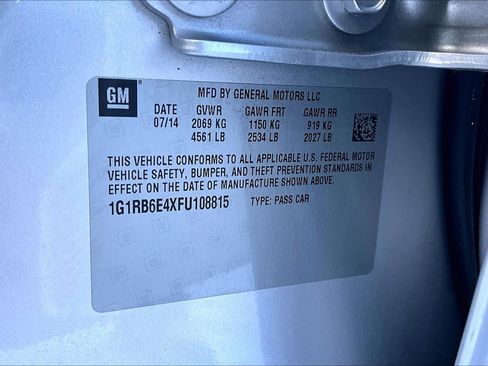 GM
MFD BY GENERAL MOTORS LLC
DATE GVWR GAWR FRT GAWR RR
07/14 2069 KG 1150 KG 919 KG
4561 LB 2534 LB 2027 LB
THIS VEHICLE CONFORMS TO ALL APPLICABLE U.S. FEDERAL MOTOR
VEHICLE SAFETY, BUMPER, AND THEFT PREVENTION STANDARDS IN
EFFECT ON THE DATE OF MANUFACTURE SHOWN ABOVE.
1G1RB6E4XFU108815 TYPE: PASS CAR